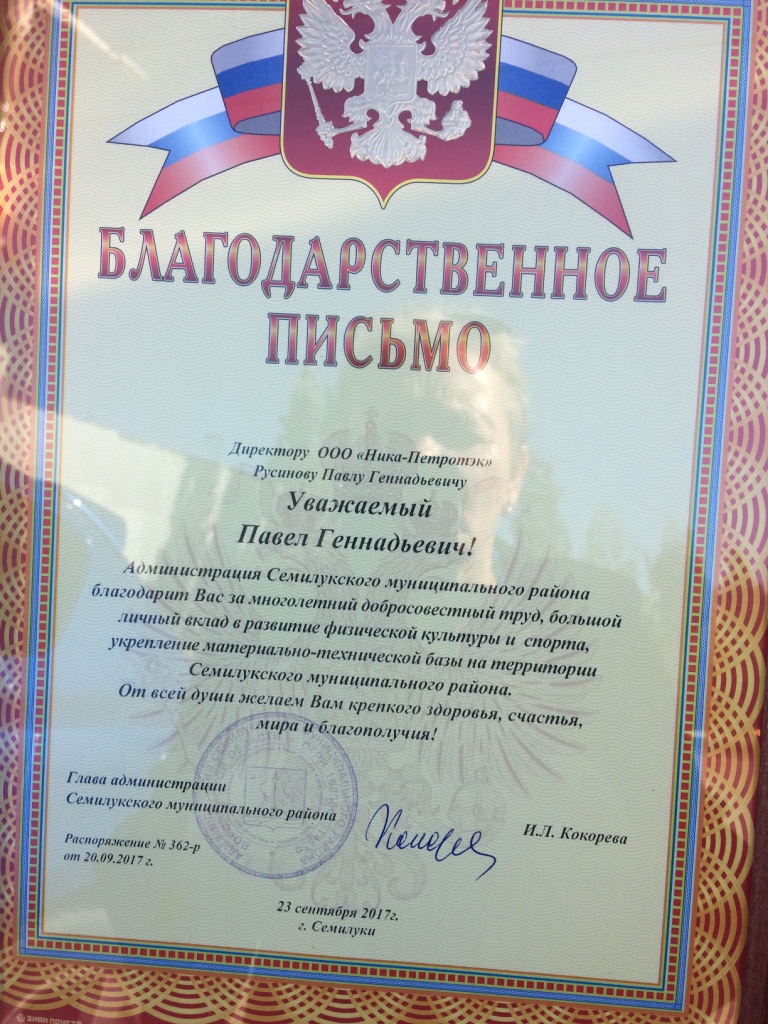 БЛАГОДАРСТВЕННОЕ
ПИСЬМО
Директору ООО «Ника-Петротэк»
Русинову Павлу Геннадьевичу
Уважаемый
Павел Геннадьевич!
Администрация Семилукского муниципального района
благодарит Вас за многолетний добросовестный труд, большой
личный вклад в развитие физической культуры и спорта,
укрепление материально-технической базы на территории
Семилукского муниципального района.
От всей души желаем Вам крепкого здоровья, счастья,
мира и благополучия!
Глава администрации
Семилукского муниципального района
И.Л. Кокорева
Распоряжение № 362-р
от 20.09.2017 г.
23 сентября 2017г.
г. Семилуки